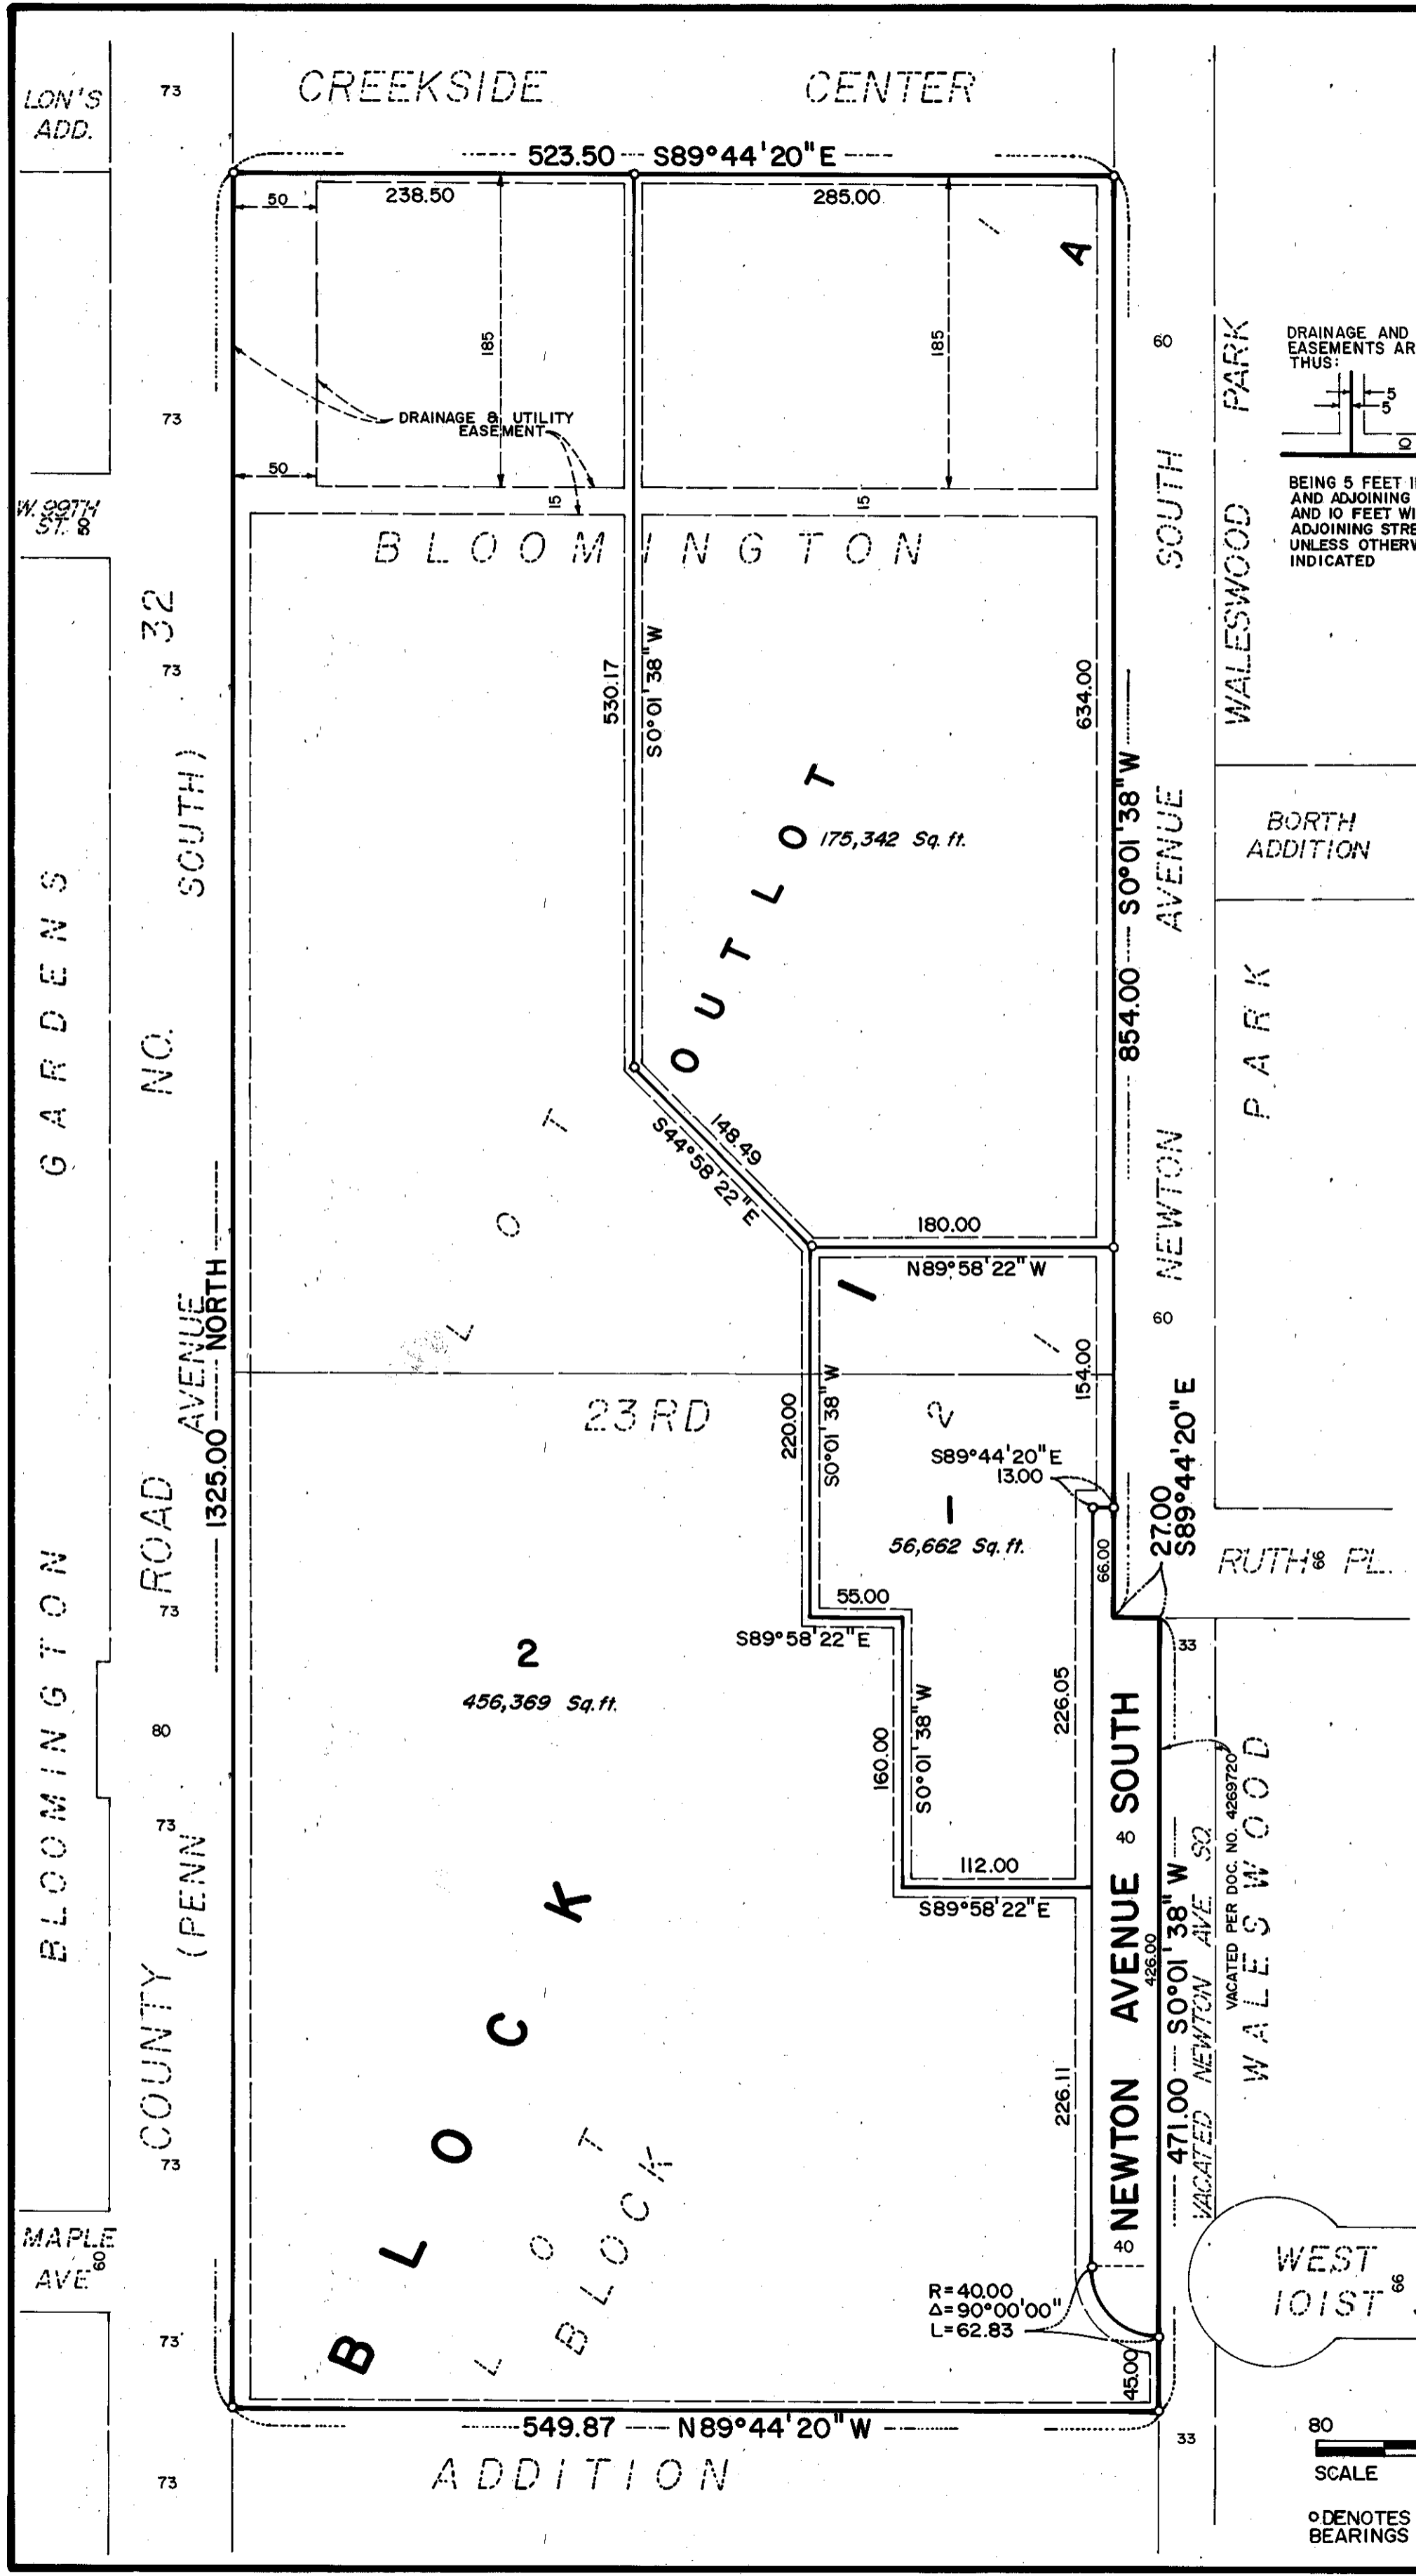 CREEKSIDE CENTER
LON'S
ADD.
73
523.50 S89°44'20"E
50
238.50
285.00
A
185
185
60
73
DRAINAGE & UTILITY
EASEMENT
50
15
15
W. 99TH
ST. 50
BLOOMINGTON
SOUTH
WALESWOOD PARK
DRAINAGE AND
EASEMENTS AR
THUS:
5
5
10
BEING 5 FEET I
AND ADJOINING
AND 10 FEET WI
ADJOINING STRE
UNLESS OTHERW
INDICATED
32
73
530.17
S0°01'38"W
634.00
854.00 S0°01'38"W
SOUTH)
OUTLOT
175,342 Sq. ft.
AVENUE
BORTH
ADDITION
GARDENS
NO.
PARK
148.49
S44°58'22"E
LOT
NEWTON
180.00
N89°58'22"W
1
1
60
1325.00 NORTH
AVENUE
23RD
220.00
S0°01'38"W
154.00
2
S89°44'20"E
13.00
27.00
S89°44'20"E
1
56,662 Sq. ft.
66.00
RUTH 66 PL.
ROAD
73
55.00
S89°58'22"E
33
2
456,369 Sq. ft.
226.05
160.00
S0°01'38"W
80
BLOOMINGTON
73
(PENN
112.00
S89°58'22"E
NEWTON AVENUE SOUTH
40
426.00
471.00 S0°01'38"W
VACATED NEWTON AVE. SO.
VACATED PER DOC. NO. 4269720
WALESWOOD
COUNTY
73
BLOCK
LOT
BLOCK
226.11
40
MAPLE
AVE. 60
WEST
101ST 66
R=40.00
Δ=90°00'00"
L=62.83
73
45.00
549.87 N89°44'20"W
33
ADDITION
73
80
SCALE
DENOTES
BEARINGS